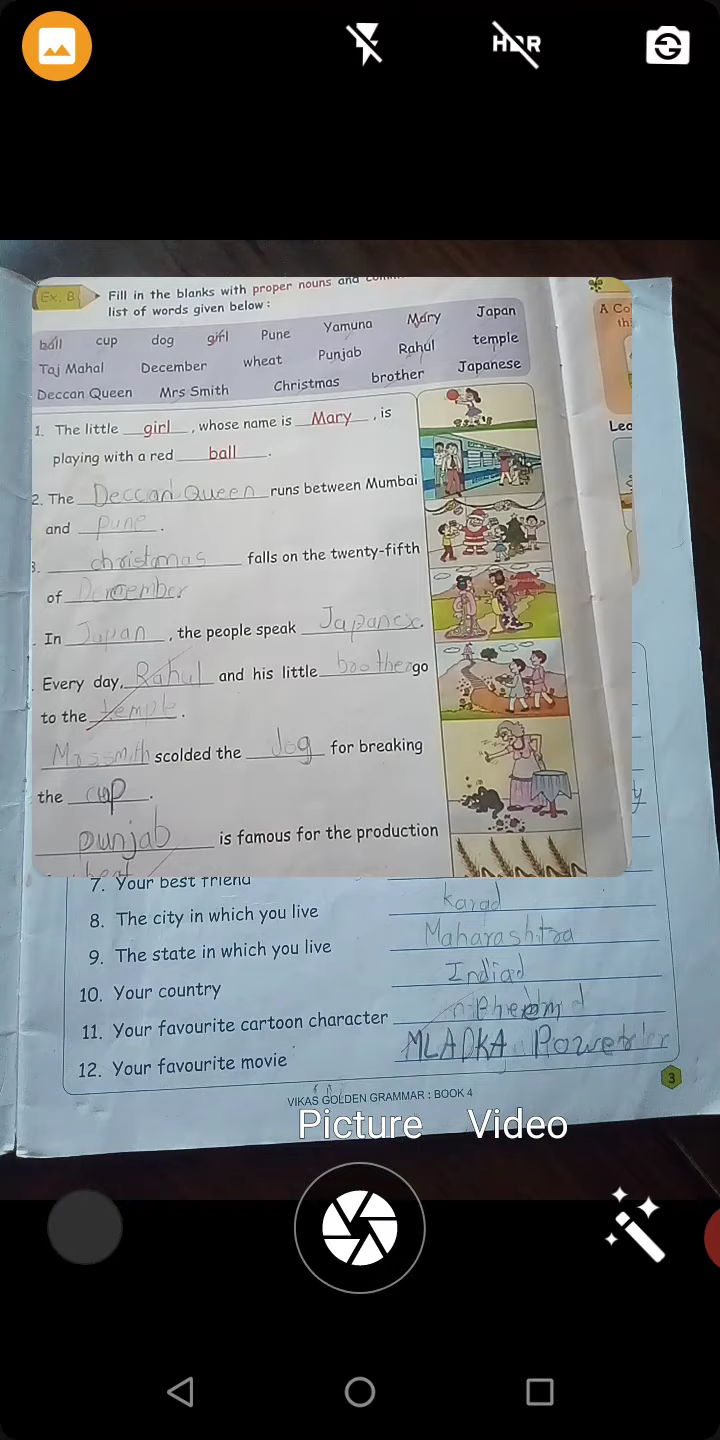 HDR
Ex. B
Fill in the blanks with proper nouns and
list of words given below :
ball cup dog girl Pune Yamuna Mary Japan
Taj Mahal December wheat Punjab Rahul temple
Deccan Queen Mrs Smith Christmas brother Japanese
1. The little girl , whose name is Mary , is
playing with a red ball .
2. The Deccan Queen runs between Mumbai
and pune .
3. christmas falls on the twenty-fifth
of
. In Japan , the people speak .
. Every day, Rahul and his little go
to the temple .
scolded the dog for breaking
the cup .
punjab is famous for the production
A Co
thi
Lec
y
7. Your best friend
8. The city in which you live karad
9. The state in which you live Maharashtra
10. Your country
11. Your favourite cartoon character
12. Your favourite movie
3
VIKAS GOLDEN GRAMMAR : BOOK 4
Picture Video